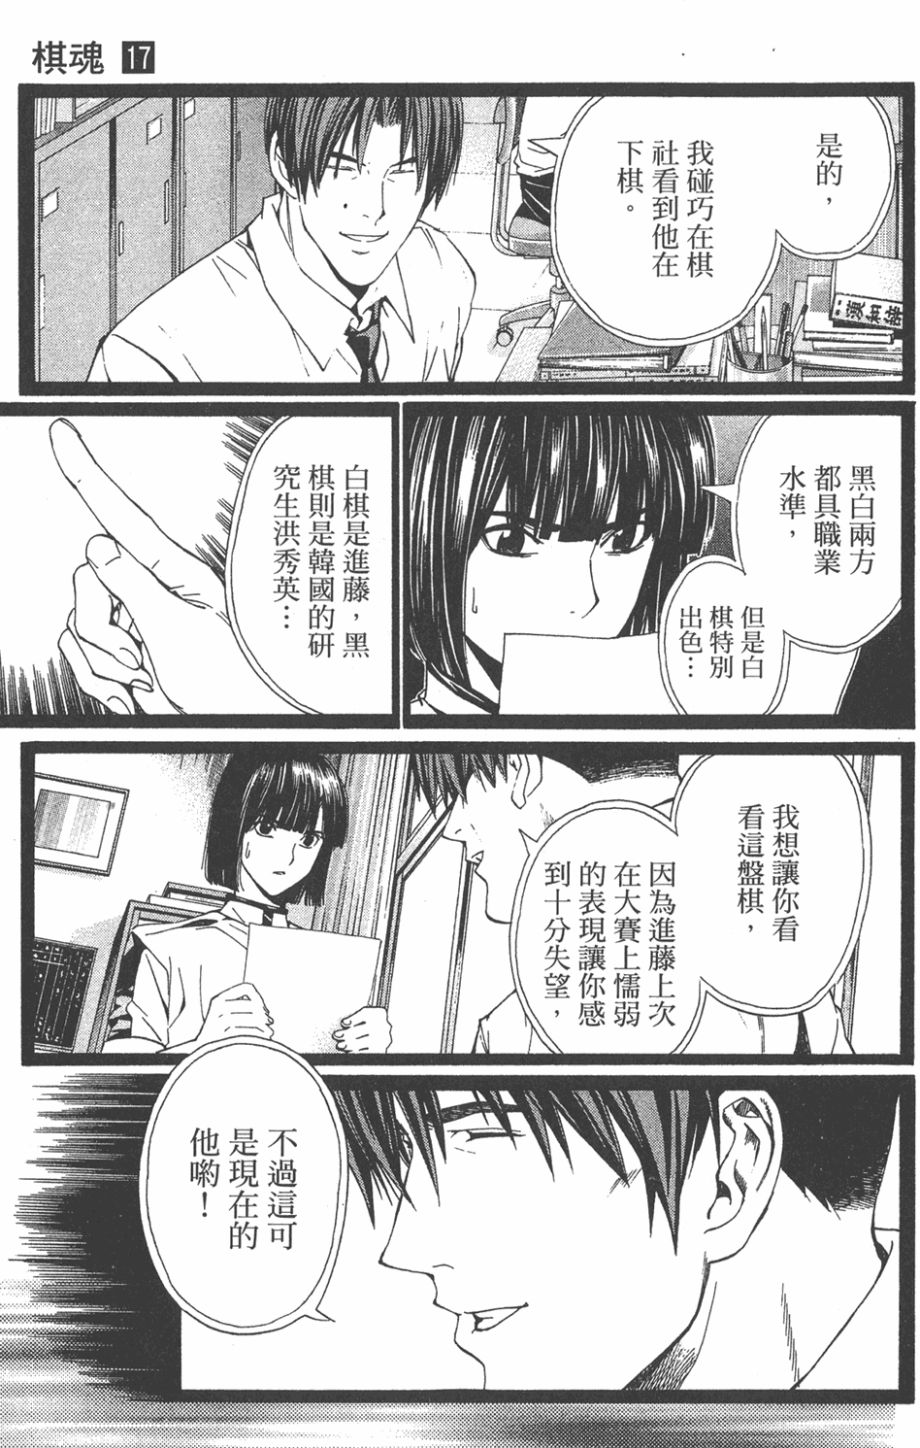 棋魂 17
是的，
我碰巧在棋
社看到他在
下棋。
漢和辭
黑白兩方
都具職業
水準，
但是白
棋特別
出色…
白棋是進藤，黑
棋則是韓國的研
究生洪秀英…
我想讓你看
看這盤棋，
因為進藤上次
在大賽上懦弱
的表現讓你感
到十分失望，
不過這可
是現在的
他喲！